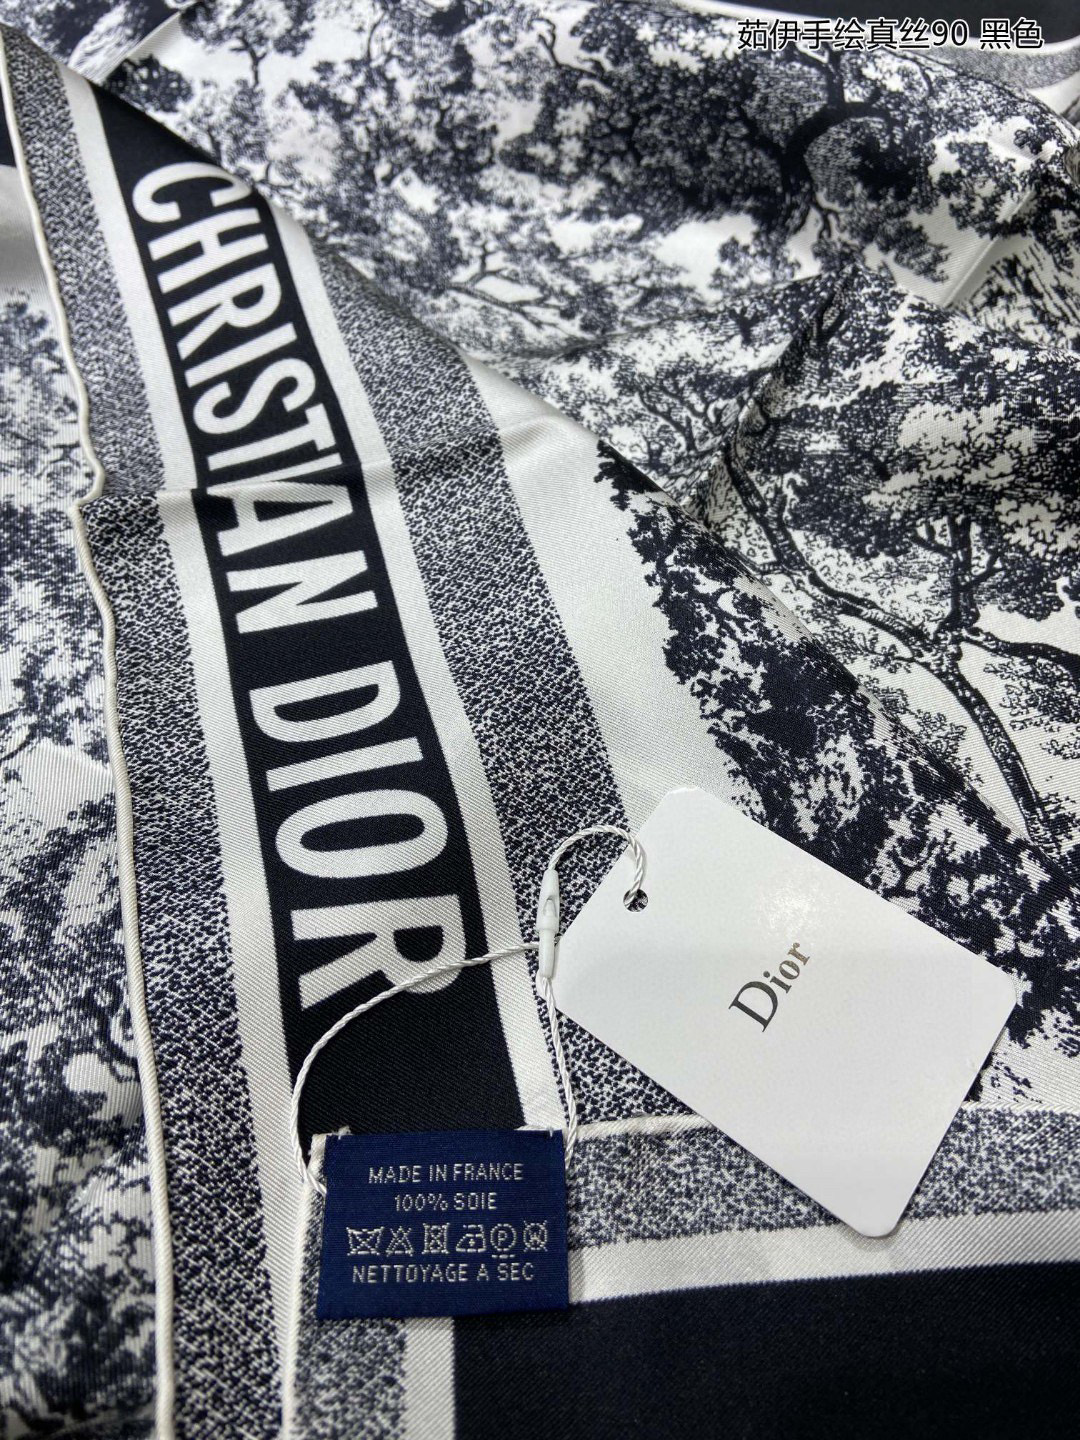 茹伊手绘真丝90 黑色
CHRISTIAN DIOR
Dior
MADE IN FRANCE
100% SOIE
NETTOYAGE A SEC